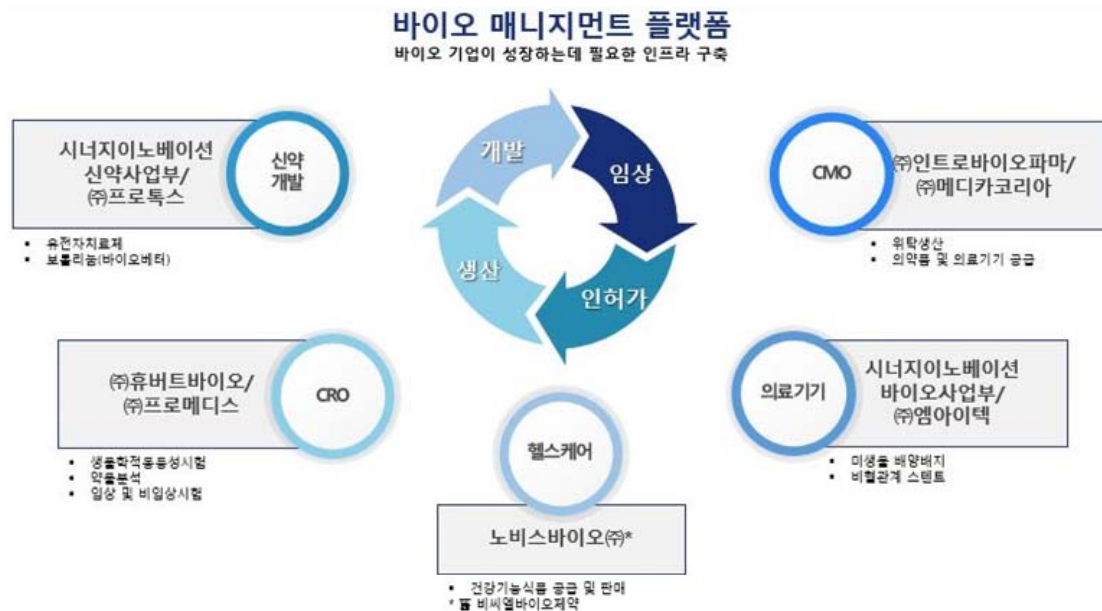 바이오 매니지먼트 플랫폼
바이오 기업이 성장하는데 필요한 인프라 구축
시너지이노베이션
신약사업부/
㈜프로톡스
신약
개발
▪ 유전자치료제
▪ 보툴리눔(바이오베터)
개발
임상
인허가
생산
CMO
㈜인트로바이오파마/
㈜메디카코리아
▪ 위탁생산
▪ 의약품 및 의료기기 공급
㈜휴버트바이오/
㈜프로메디스
CRO
▪ 생물학적동등성시험
▪ 약물분석
▪ 임상 및 비임상시험
헬스케어
노비스바이오㈜*
▪ 건강기능식품 공급 및 판매
* 舊 비씨엘바이오제약
의료기기
시너지이노베이션
바이오사업부/
㈜엠아이텍
▪ 미생물 배양배지
▪ 비혈관계 스텐트